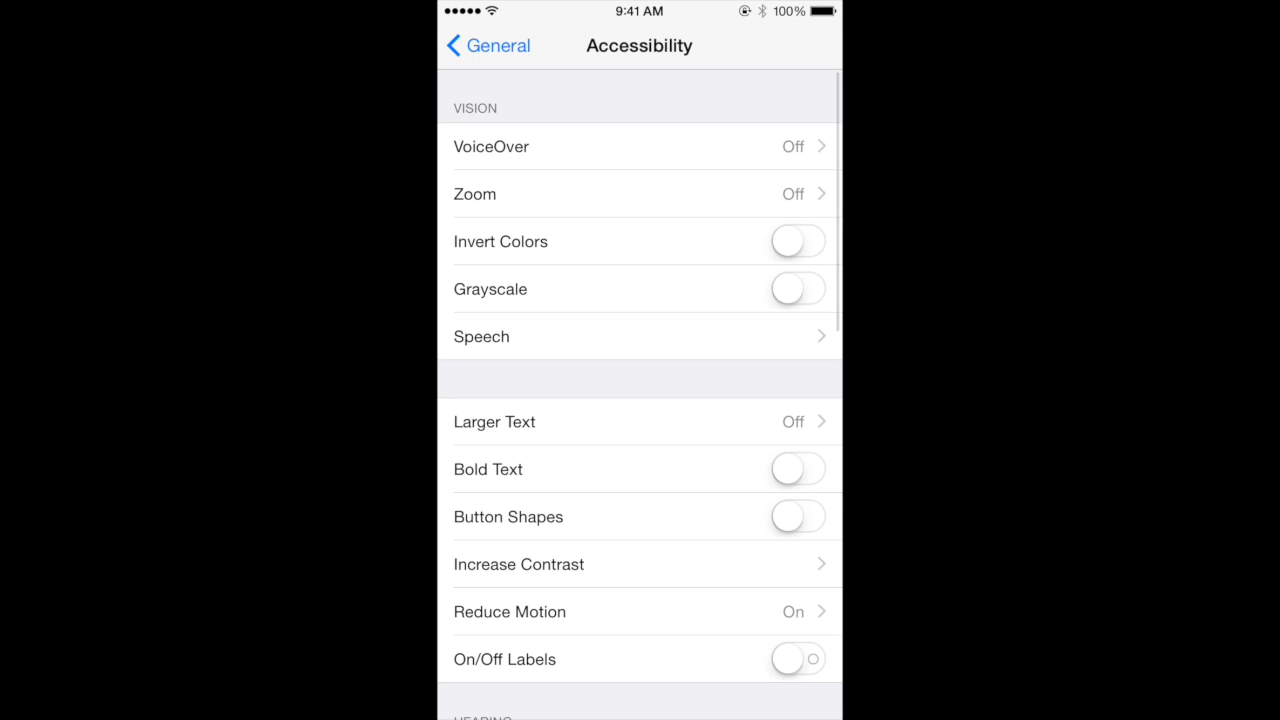 9:41 AM 100%
General Accessibility
VISION
VoiceOver Off
Zoom Off
Invert Colors
Grayscale
Speech
Larger Text Off
Bold Text
Button Shapes
Increase Contrast
Reduce Motion On
On/Off Labels
HEARING